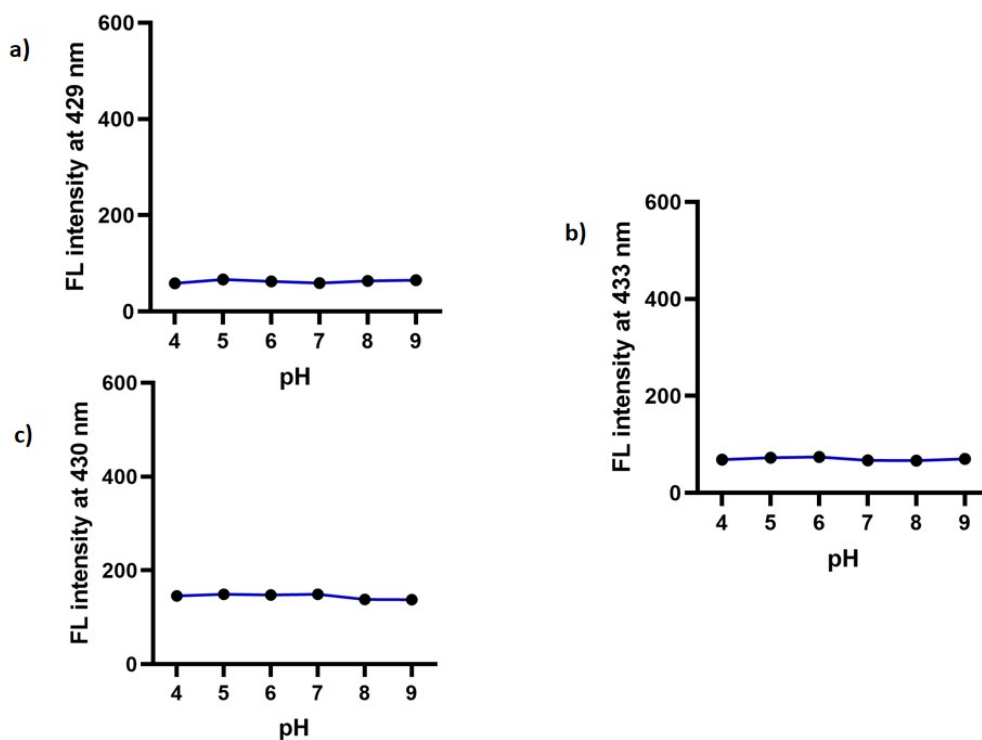 a)
FL intensity at 429 nm
600
400
200
0
4 5 6 7 8 9
pH
b)
FL intensity at 433 nm
600
400
200
0
4 5 6 7 8 9
pH
c)
FL intensity at 430 nm
600
400
200
0
4 5 6 7 8 9
pH